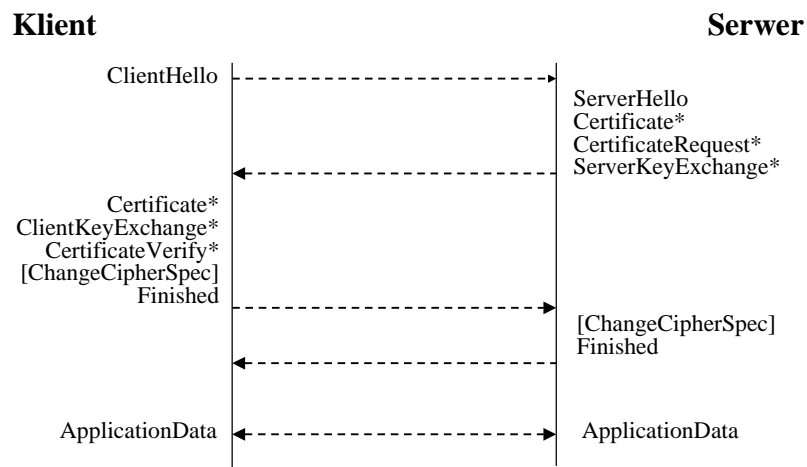 Klient
Serwer
ClientHello
ServerHello
Certificate*
CertificateRequest*
ServerKeyExchange*
Certificate*
ClientKeyExchange*
CertificateVerify*
[ChangeCipherSpec]
Finished
[ChangeCipherSpec]
Finished
ApplicationData
ApplicationData